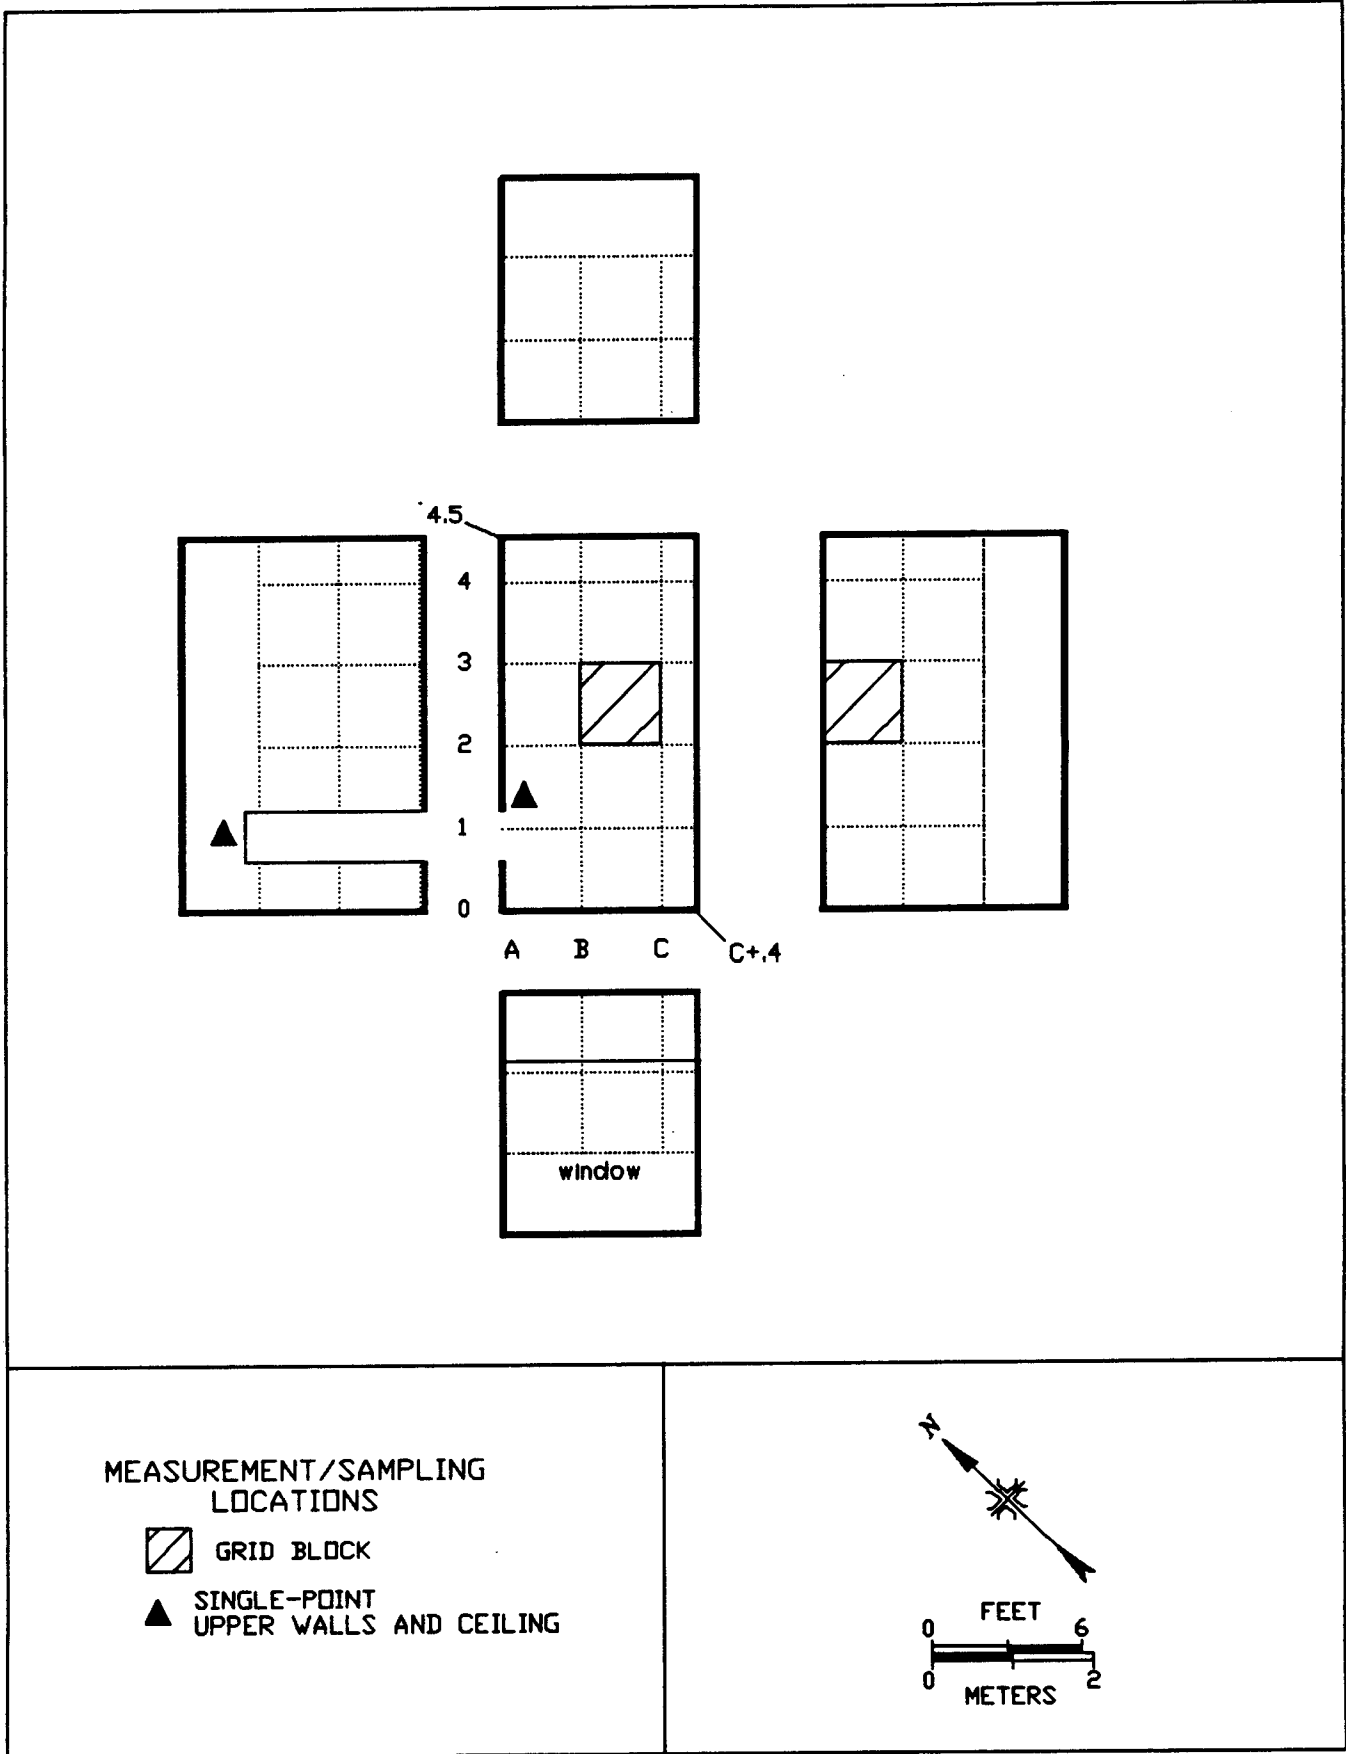 4.5
4
3
2
1
0
A B C C+.4
window
MEASUREMENT/SAMPLING
LOCATIONS
GRID BLOCK
SINGLE-POINT
UPPER WALLS AND CEILING
N
FEET
0 6
0 2
METERS